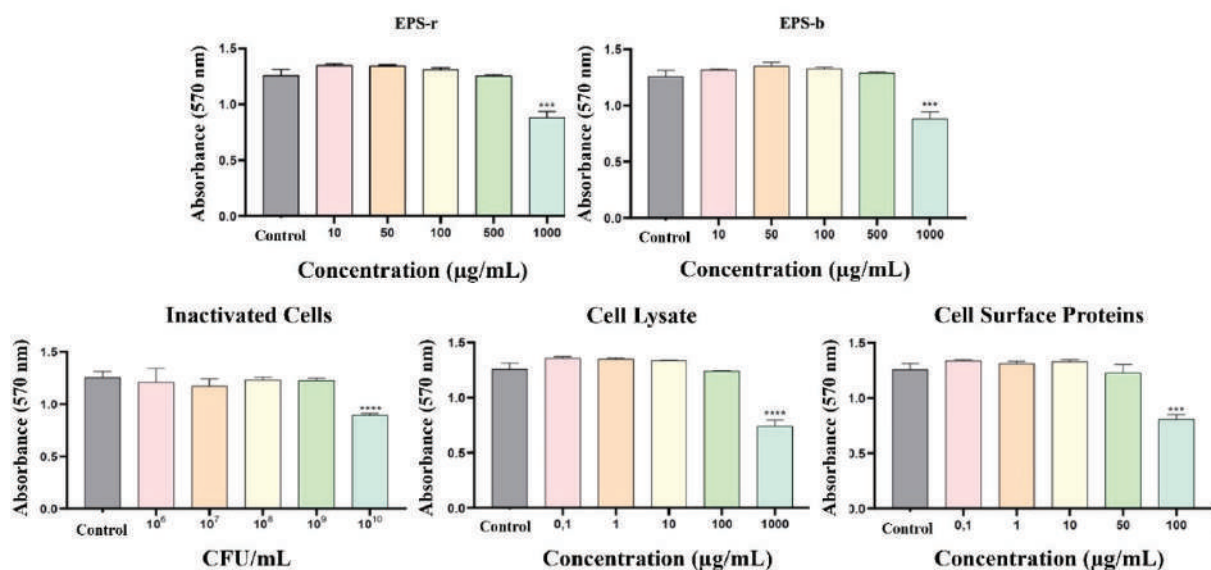 EPS-r
EPS-b
Absorbance (570 nm)
1.5
1.0
0.5
0.0
***
Control 10 50 100 500 1000
Concentration (µg/mL)
Absorbance (570 nm)
1.5
1.0
0.5
0.0
***
Control 10 50 100 500 1000
Concentration (µg/mL)
Inactivated Cells
Absorbance (570 nm)
1.5
1.0
0.5
0.0
****
Control 10⁶ 10⁷ 10⁸ 10⁹ 10¹⁰
CFU/mL
Cell Lysate
Absorbance (570 nm)
1.5
1.0
0.5
0.0
****
Control 0,1 1 10 100 1000
Concentration (µg/mL)
Cell Surface Proteins
Absorbance (570 nm)
1.5
1.0
0.5
0.0
***
Control 0,1 1 10 50 100
Concentration (µg/mL)